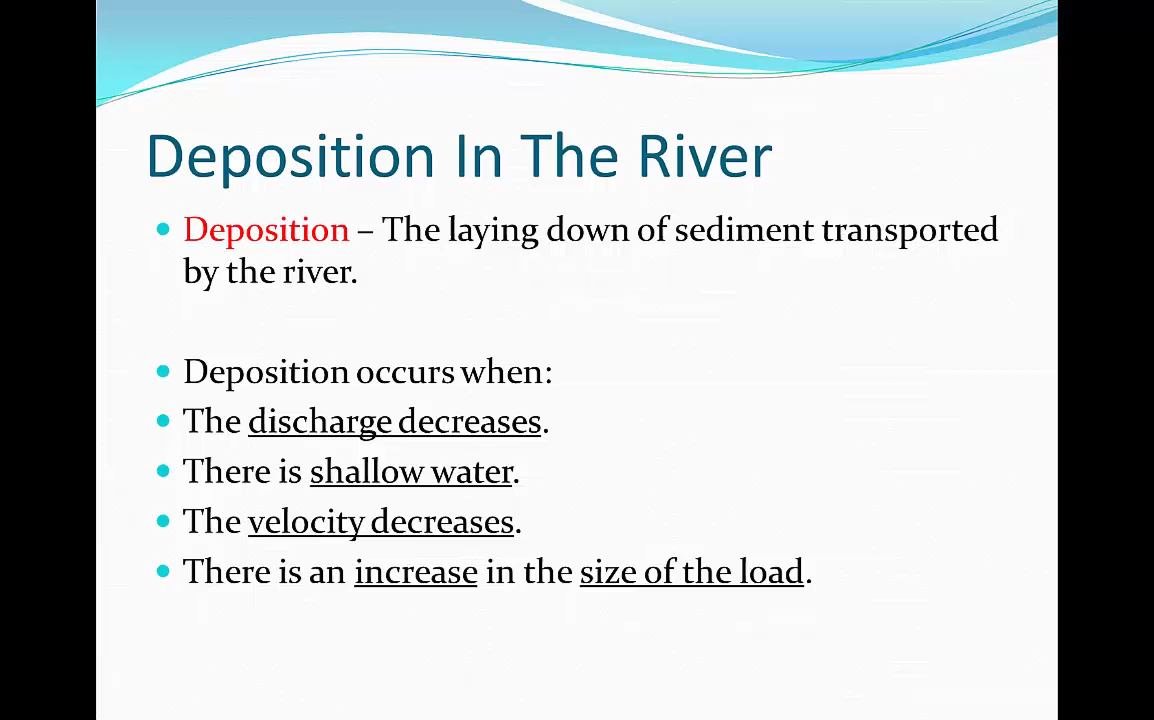 Deposition In The River
• Deposition – The laying down of sediment transported
by the river.
• Deposition occurs when:
• The discharge decreases.
• There is shallow water.
• The velocity decreases.
• There is an increase in the size of the load.